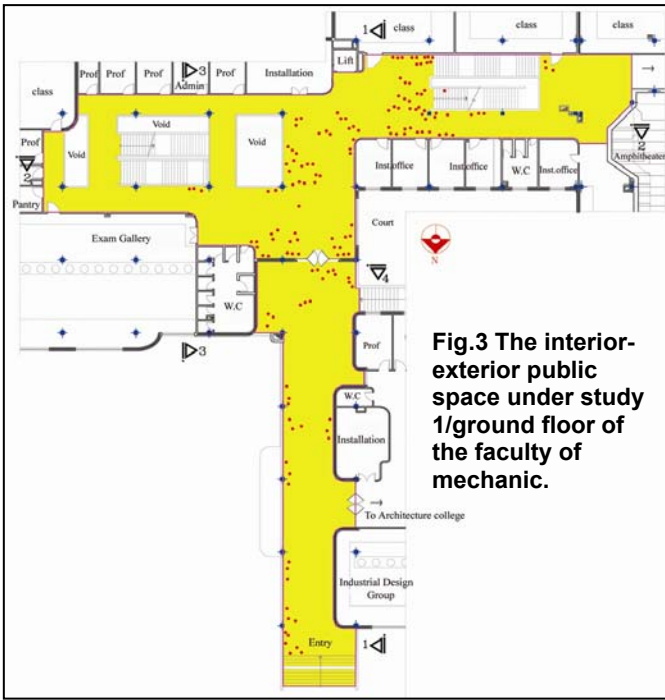 1
class
class
class
Lift
Prof
Prof
Prof
3
Admin
Prof
Installation
class
Void
Void
Void
Prof
2
Pantry
Inst.office
Inst.office
W.C
Inst.office
2
Amphitheater
Exam Gallery
Court
N
W.C
4
3
Prof
Fig.3 The interior-
exterior public
space under study
1/ground floor of
the faculty of
mechanic.
W.C
Installation
To Architecture college
Industrial Design
Group
Entry
1